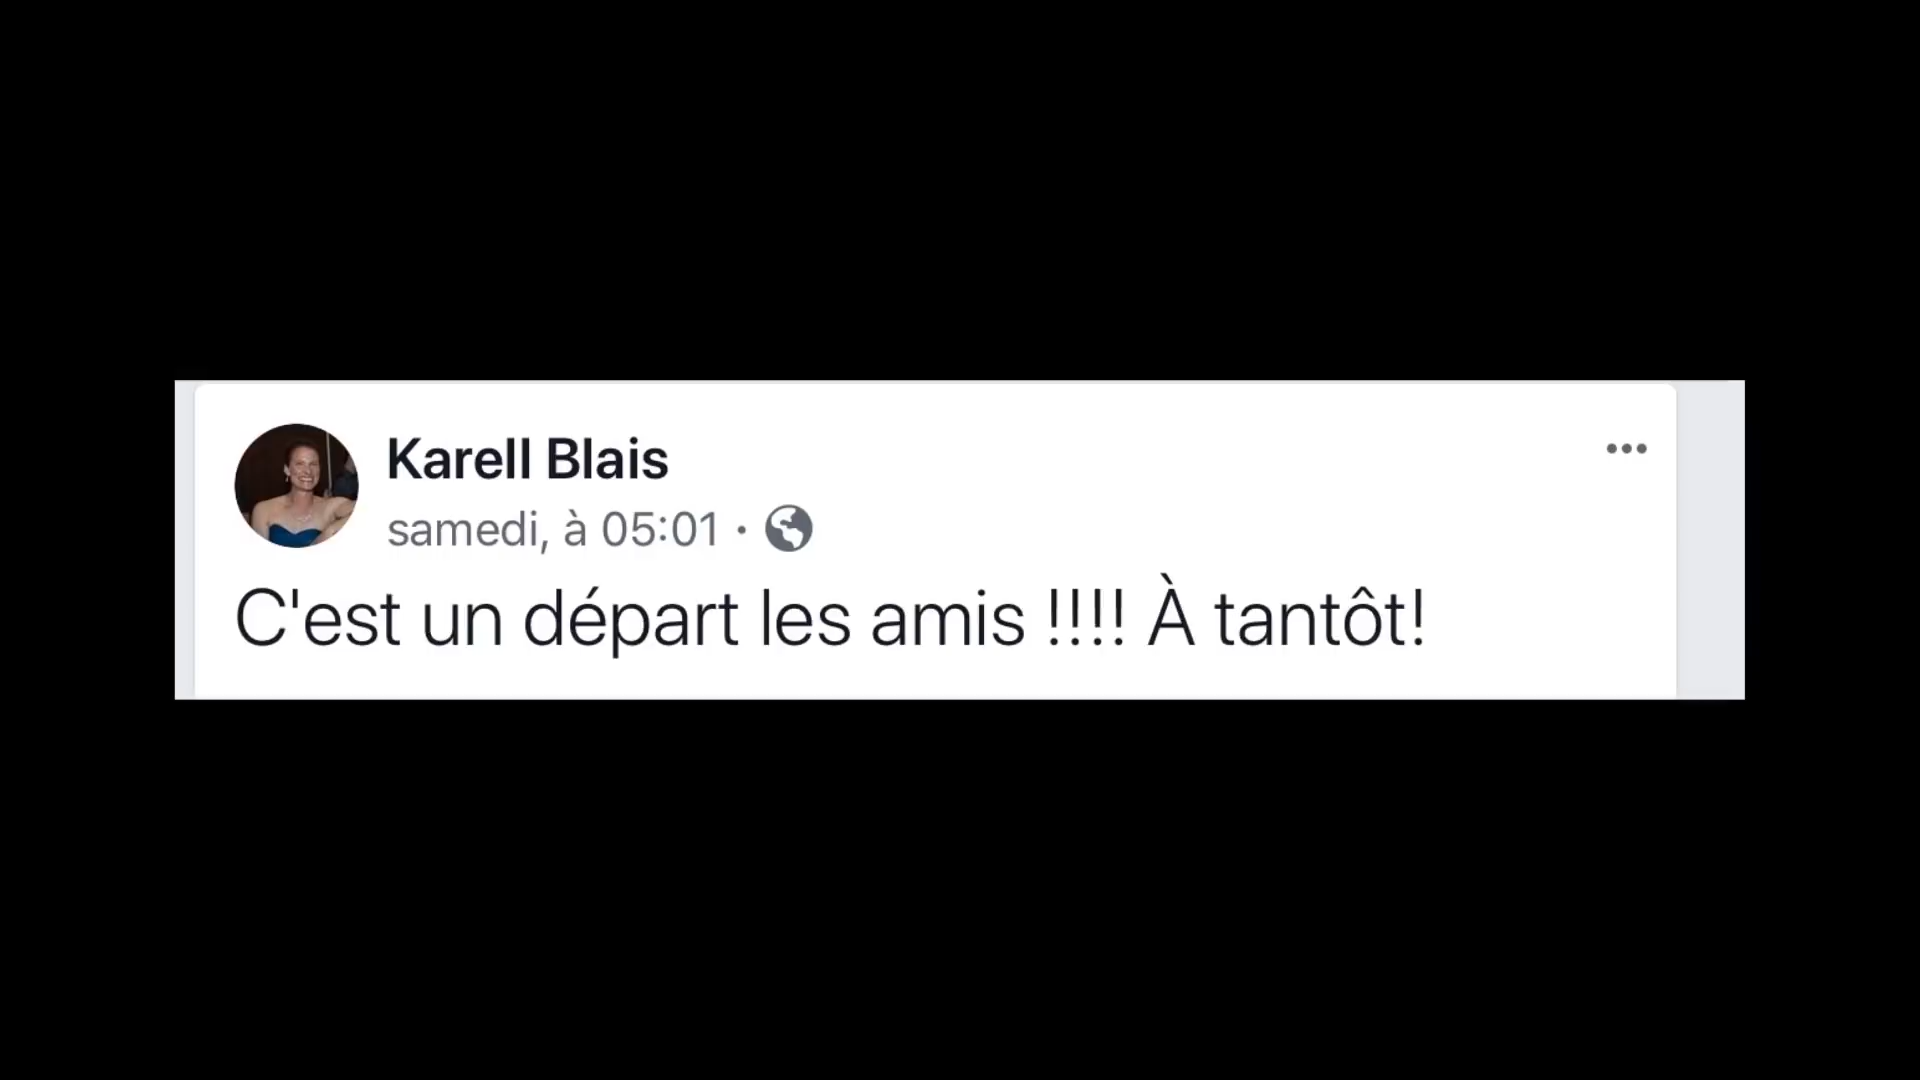 Karell Blais
samedi, à 05:01 ·
C'est un départ les amis !!!! À tantôt!